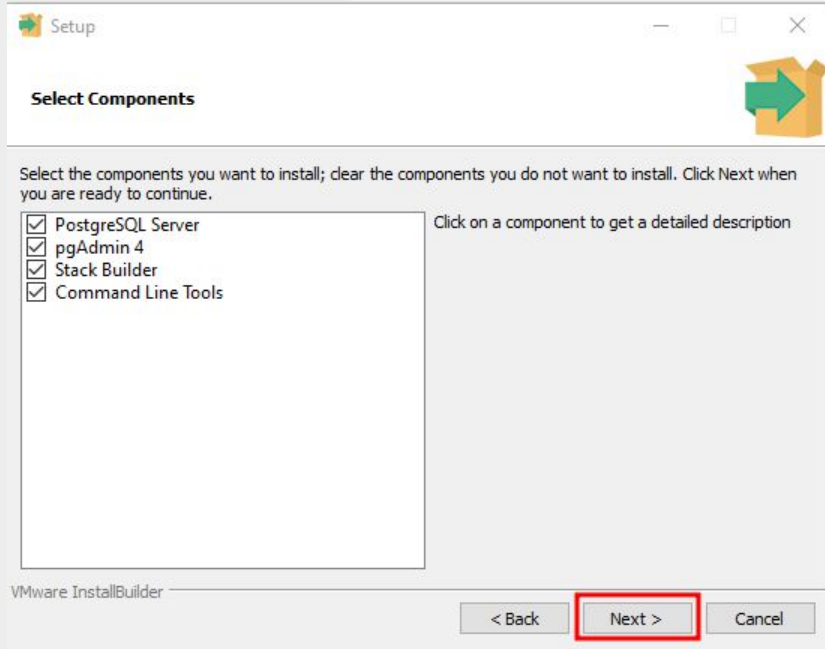 Setup
Select Components
Select the components you want to install; clear the components you do not want to install. Click Next when
you are ready to continue.
PostgreSQL Server
pgAdmin 4
Stack Builder
Command Line Tools
Click on a component to get a detailed description
VMware InstallBuilder
< Back
Next >
Cancel